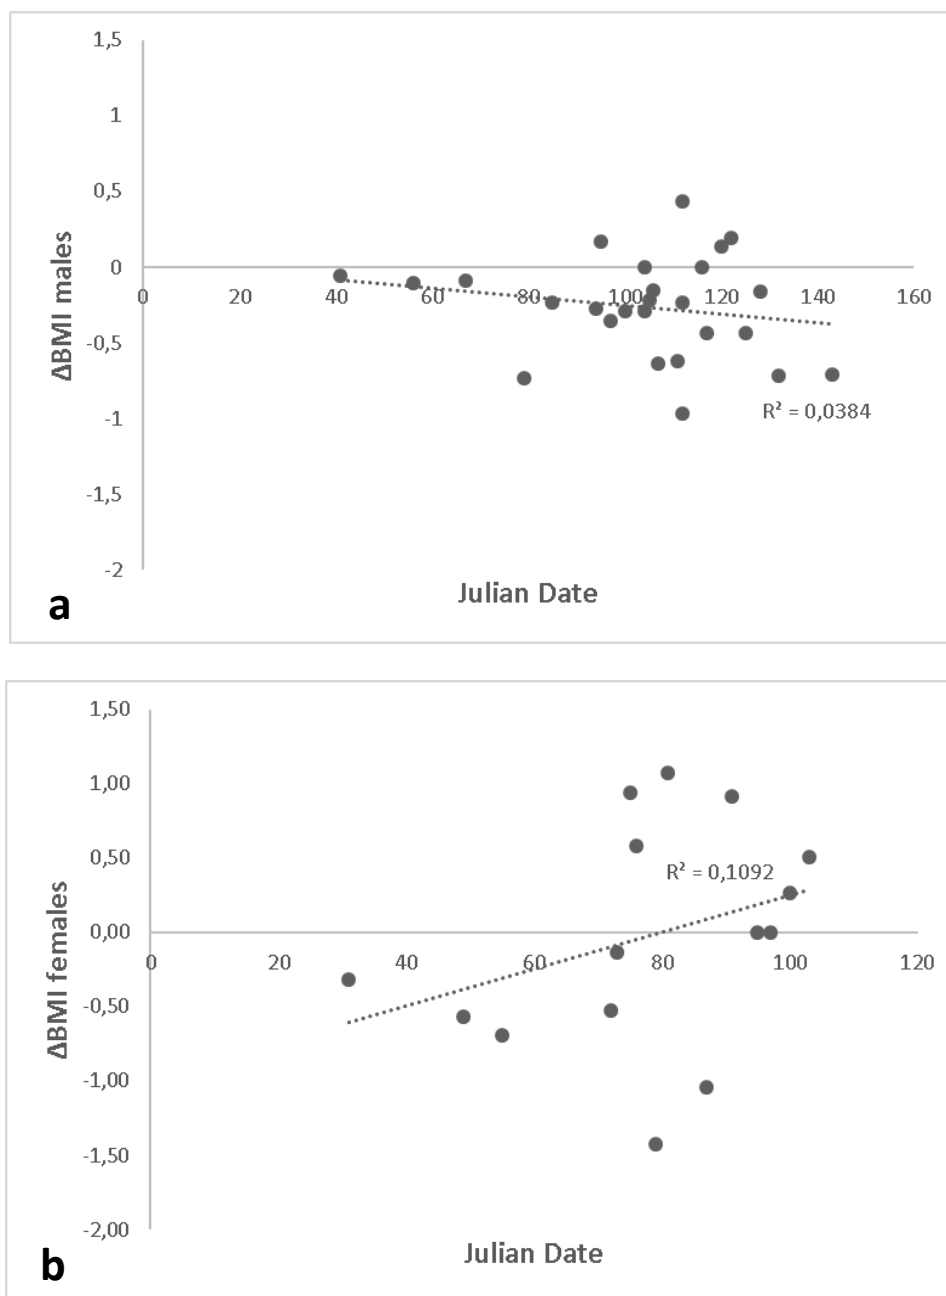 1,5
1
0,5
0
-0,5
-1
-1,5
-2
ΔBMI males
0 20 40 60 80 100 120 140 160
R² = 0,0384
Julian Date
a
1,50
1,00
0,50
0,00
-0,50
-1,00
-1,50
-2,00
ΔBMI females
0 20 40 60 80 100 120
R² = 0,1092
Julian Date
b